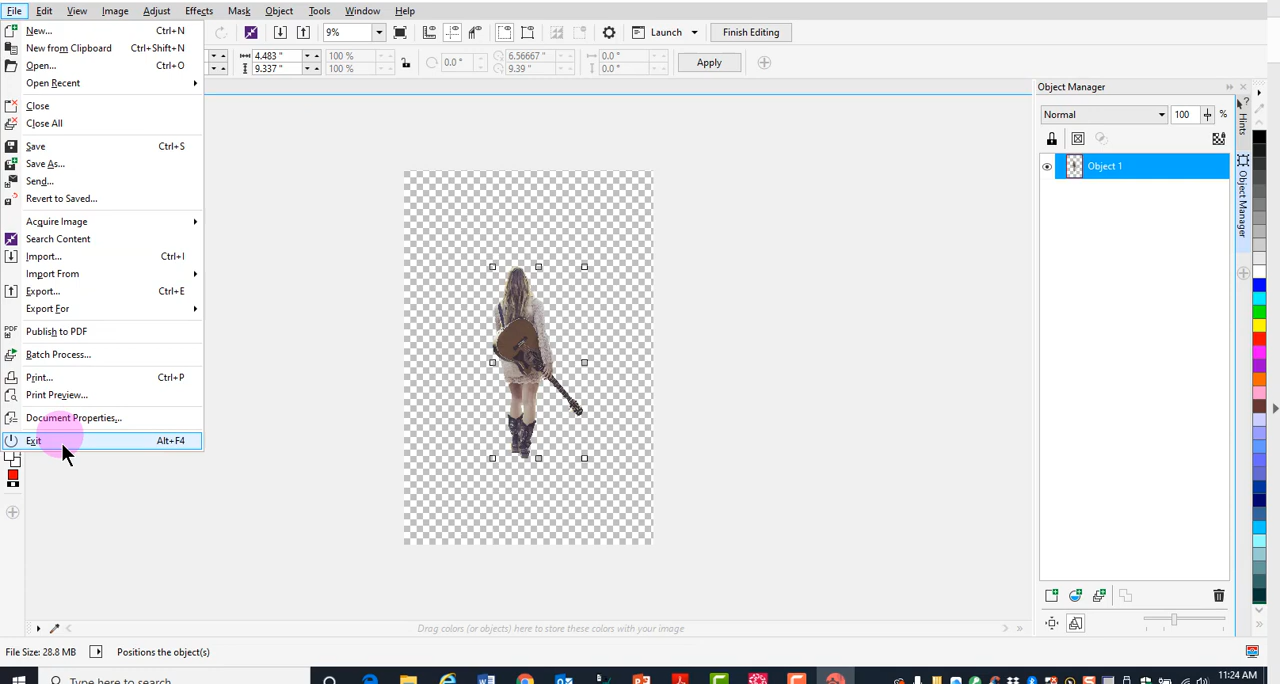 File Edit View Image Adjust Effects Mask Object Tools Window Help
New... Ctrl+N
New from Clipboard Ctrl+Shift+N
Open... Ctrl+O
Open Recent
Close
Close All
Save Ctrl+S
Save As...
Send...
Revert to Saved...
Acquire Image
Search Content
Import... Ctrl+I
Import From
Export... Ctrl+E
Export For
Publish to PDF
Batch Process...
Print... Ctrl+P
Print Preview...
Document Properties...
Exit Alt+F4
9% Launch Finish Editing
4.483 " 100 % 0.0 ° 6.56667 " 0.0 °
9.337 " 100 % 9.39 " 0.0 °
Apply
Object Manager
Normal 100 %
Object 1
Hints
Object Manager
Drag colors (or objects) here to store these colors with your image
File Size: 28.8 MB Positions the object(s)
Type here to search
11:24 AM